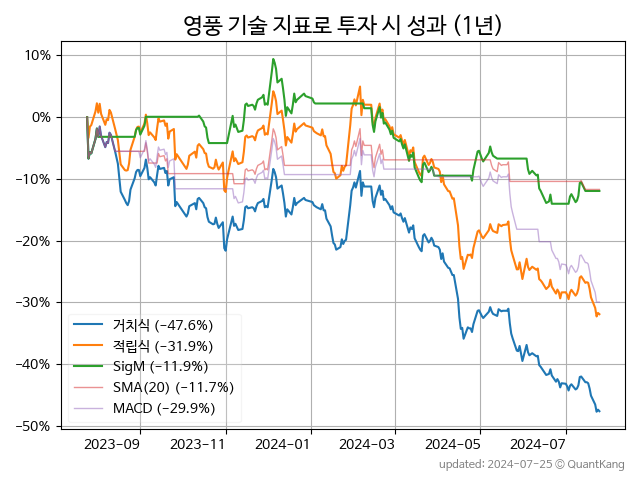 영풍 기술 지표로 투자 시 성과 (1년)
10%
0%
−10%
−20%
−30%
−40%
−50%
거치식 (−47.6%)
적립식 (−31.9%)
SigM (−11.9%)
SMA(20) (−11.7%)
MACD (−29.9%)
2023−09
2023−11
2024−01
2024−03
2024−05
2024−07
updated: 2024-07-25 © QuantKang